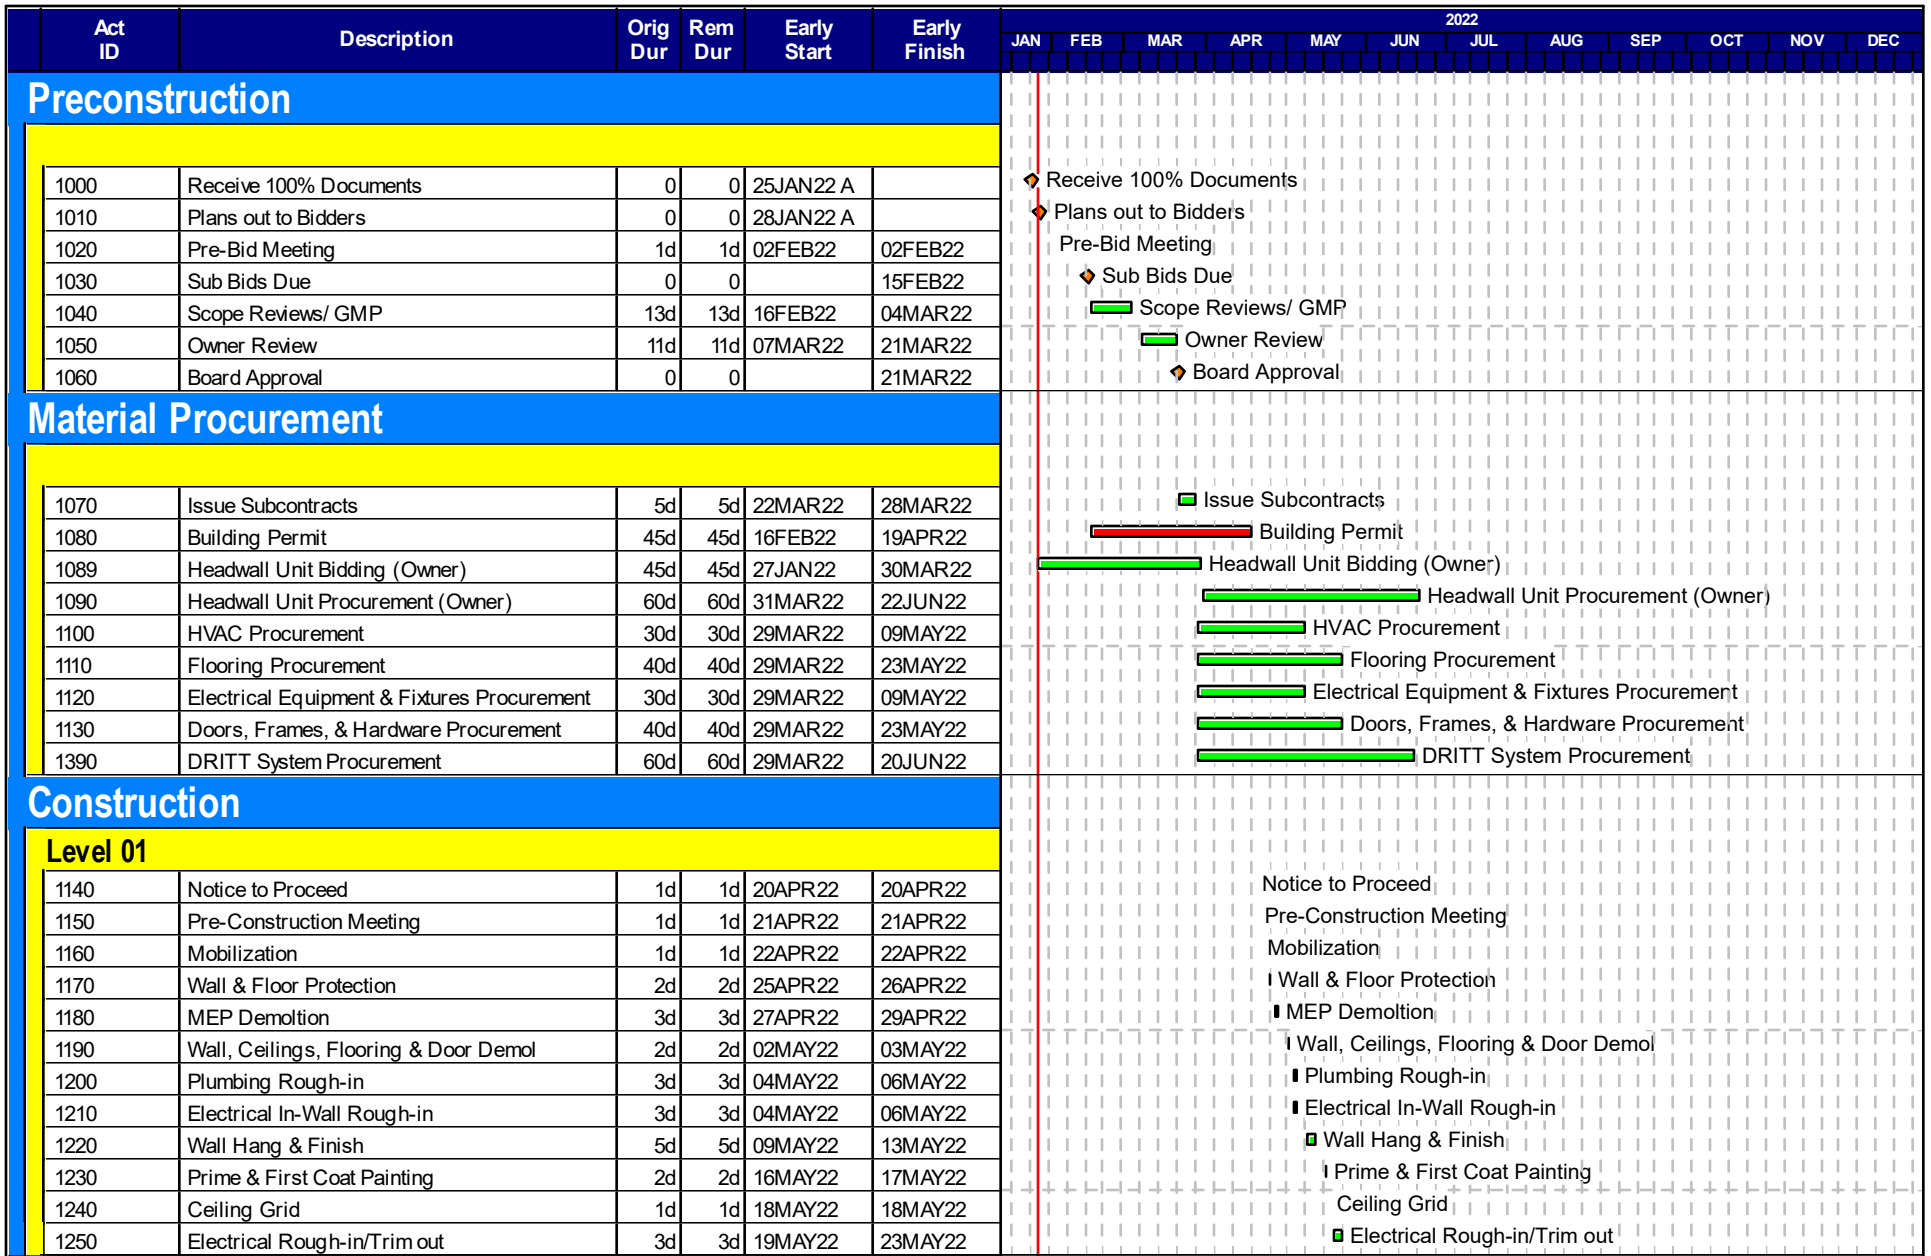 Act ID Description Orig Dur Rem Dur Early Start Early Finish 2022
JAN FEB MAR APR MAY JUN JUL AUG SEP OCT NOV DEC
Preconstruction
1000 Receive 100% Documents 0 0 25JAN22 A Receive 100% Documents
1010 Plans out to Bidders 0 0 28JAN22 A Plans out to Bidders
1020 Pre-Bid Meeting 1d 1d 02FEB22 02FEB22 Pre-Bid Meeting
1030 Sub Bids Due 0 0 15FEB22 Sub Bids Due
1040 Scope Reviews/ GMP 13d 13d 16FEB22 04MAR22 Scope Reviews/ GMP
1050 Owner Review 11d 11d 07MAR22 21MAR22 Owner Review
1060 Board Approval 0 0 21MAR22 Board Approval
Material Procurement
1070 Issue Subcontracts 5d 5d 22MAR22 28MAR22 Issue Subcontracts
1080 Building Permit 45d 45d 16FEB22 19APR22 Building Permit
1089 Headwall Unit Bidding (Owner) 45d 45d 27JAN22 30MAR22 Headwall Unit Bidding (Owner)
1090 Headwall Unit Procurement (Owner) 60d 60d 31MAR22 22JUN22 Headwall Unit Procurement (Owner)
1100 HVAC Procurement 30d 30d 29MAR22 09MAY22 HVAC Procurement
1110 Flooring Procurement 40d 40d 29MAR22 23MAY22 Flooring Procurement
1120 Electrical Equipment & Fixtures Procurement 30d 30d 29MAR22 09MAY22 Electrical Equipment & Fixtures Procurement
1130 Doors, Frames, & Hardware Procurement 40d 40d 29MAR22 23MAY22 Doors, Frames, & Hardware Procurement
1390 DRITT System Procurement 60d 60d 29MAR22 20JUN22 DRITT System Procurement
Construction
Level 01
1140 Notice to Proceed 1d 1d 20APR22 20APR22 Notice to Proceed
1150 Pre-Construction Meeting 1d 1d 21APR22 21APR22 Pre-Construction Meeting
1160 Mobilization 1d 1d 22APR22 22APR22 Mobilization
1170 Wall & Floor Protection 2d 2d 25APR22 26APR22 Wall & Floor Protection
1180 MEP Demoltion 3d 3d 27APR22 29APR22 MEP Demoltion
1190 Wall, Ceilings, Flooring & Door Demol 2d 2d 02MAY22 03MAY22 Wall, Ceilings, Flooring & Door Demol
1200 Plumbing Rough-in 3d 3d 04MAY22 06MAY22 Plumbing Rough-in
1210 Electrical In-Wall Rough-in 3d 3d 04MAY22 06MAY22 Electrical In-Wall Rough-in
1220 Wall Hang & Finish 5d 5d 09MAY22 13MAY22 Wall Hang & Finish
1230 Prime & First Coat Painting 2d 2d 16MAY22 17MAY22 Prime & First Coat Painting
1240 Ceiling Grid 1d 1d 18MAY22 18MAY22 Ceiling Grid
1250 Electrical Rough-in/Trim out 3d 3d 19MAY22 23MAY22 Electrical Rough-in/Trim out